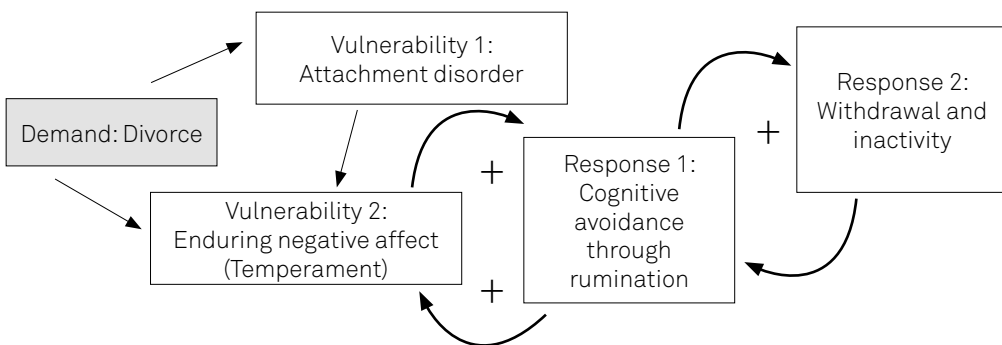 Vulnerability 1:
Attachment disorder
Demand: Divorce
Vulnerability 2:
Enduring negative affect
(Temperament)
+
+
Response 1:
Cognitive
avoidance
through
rumination
+
Response 2:
Withdrawal and
inactivity